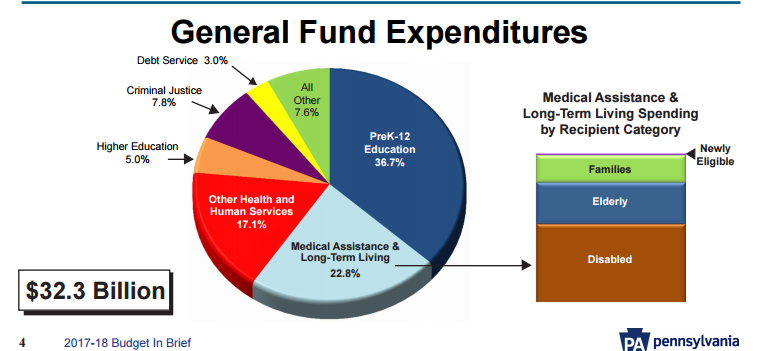 General Fund Expenditures
Debt Service 3.0%
Criminal Justice
7.8%
Higher Education
5.0%
All
Other
7.6%
PreK-12
Education
36.7%
Other Health and
Human Services
17.1%
Medical Assistance &
Long-Term Living
22.8%
Medical Assistance &
Long-Term Living Spending
by Recipient Category
Newly
Eligible
Families
Elderly
Disabled
$32.3 Billion
4 2017-18 Budget In Brief
PA pennsylvania